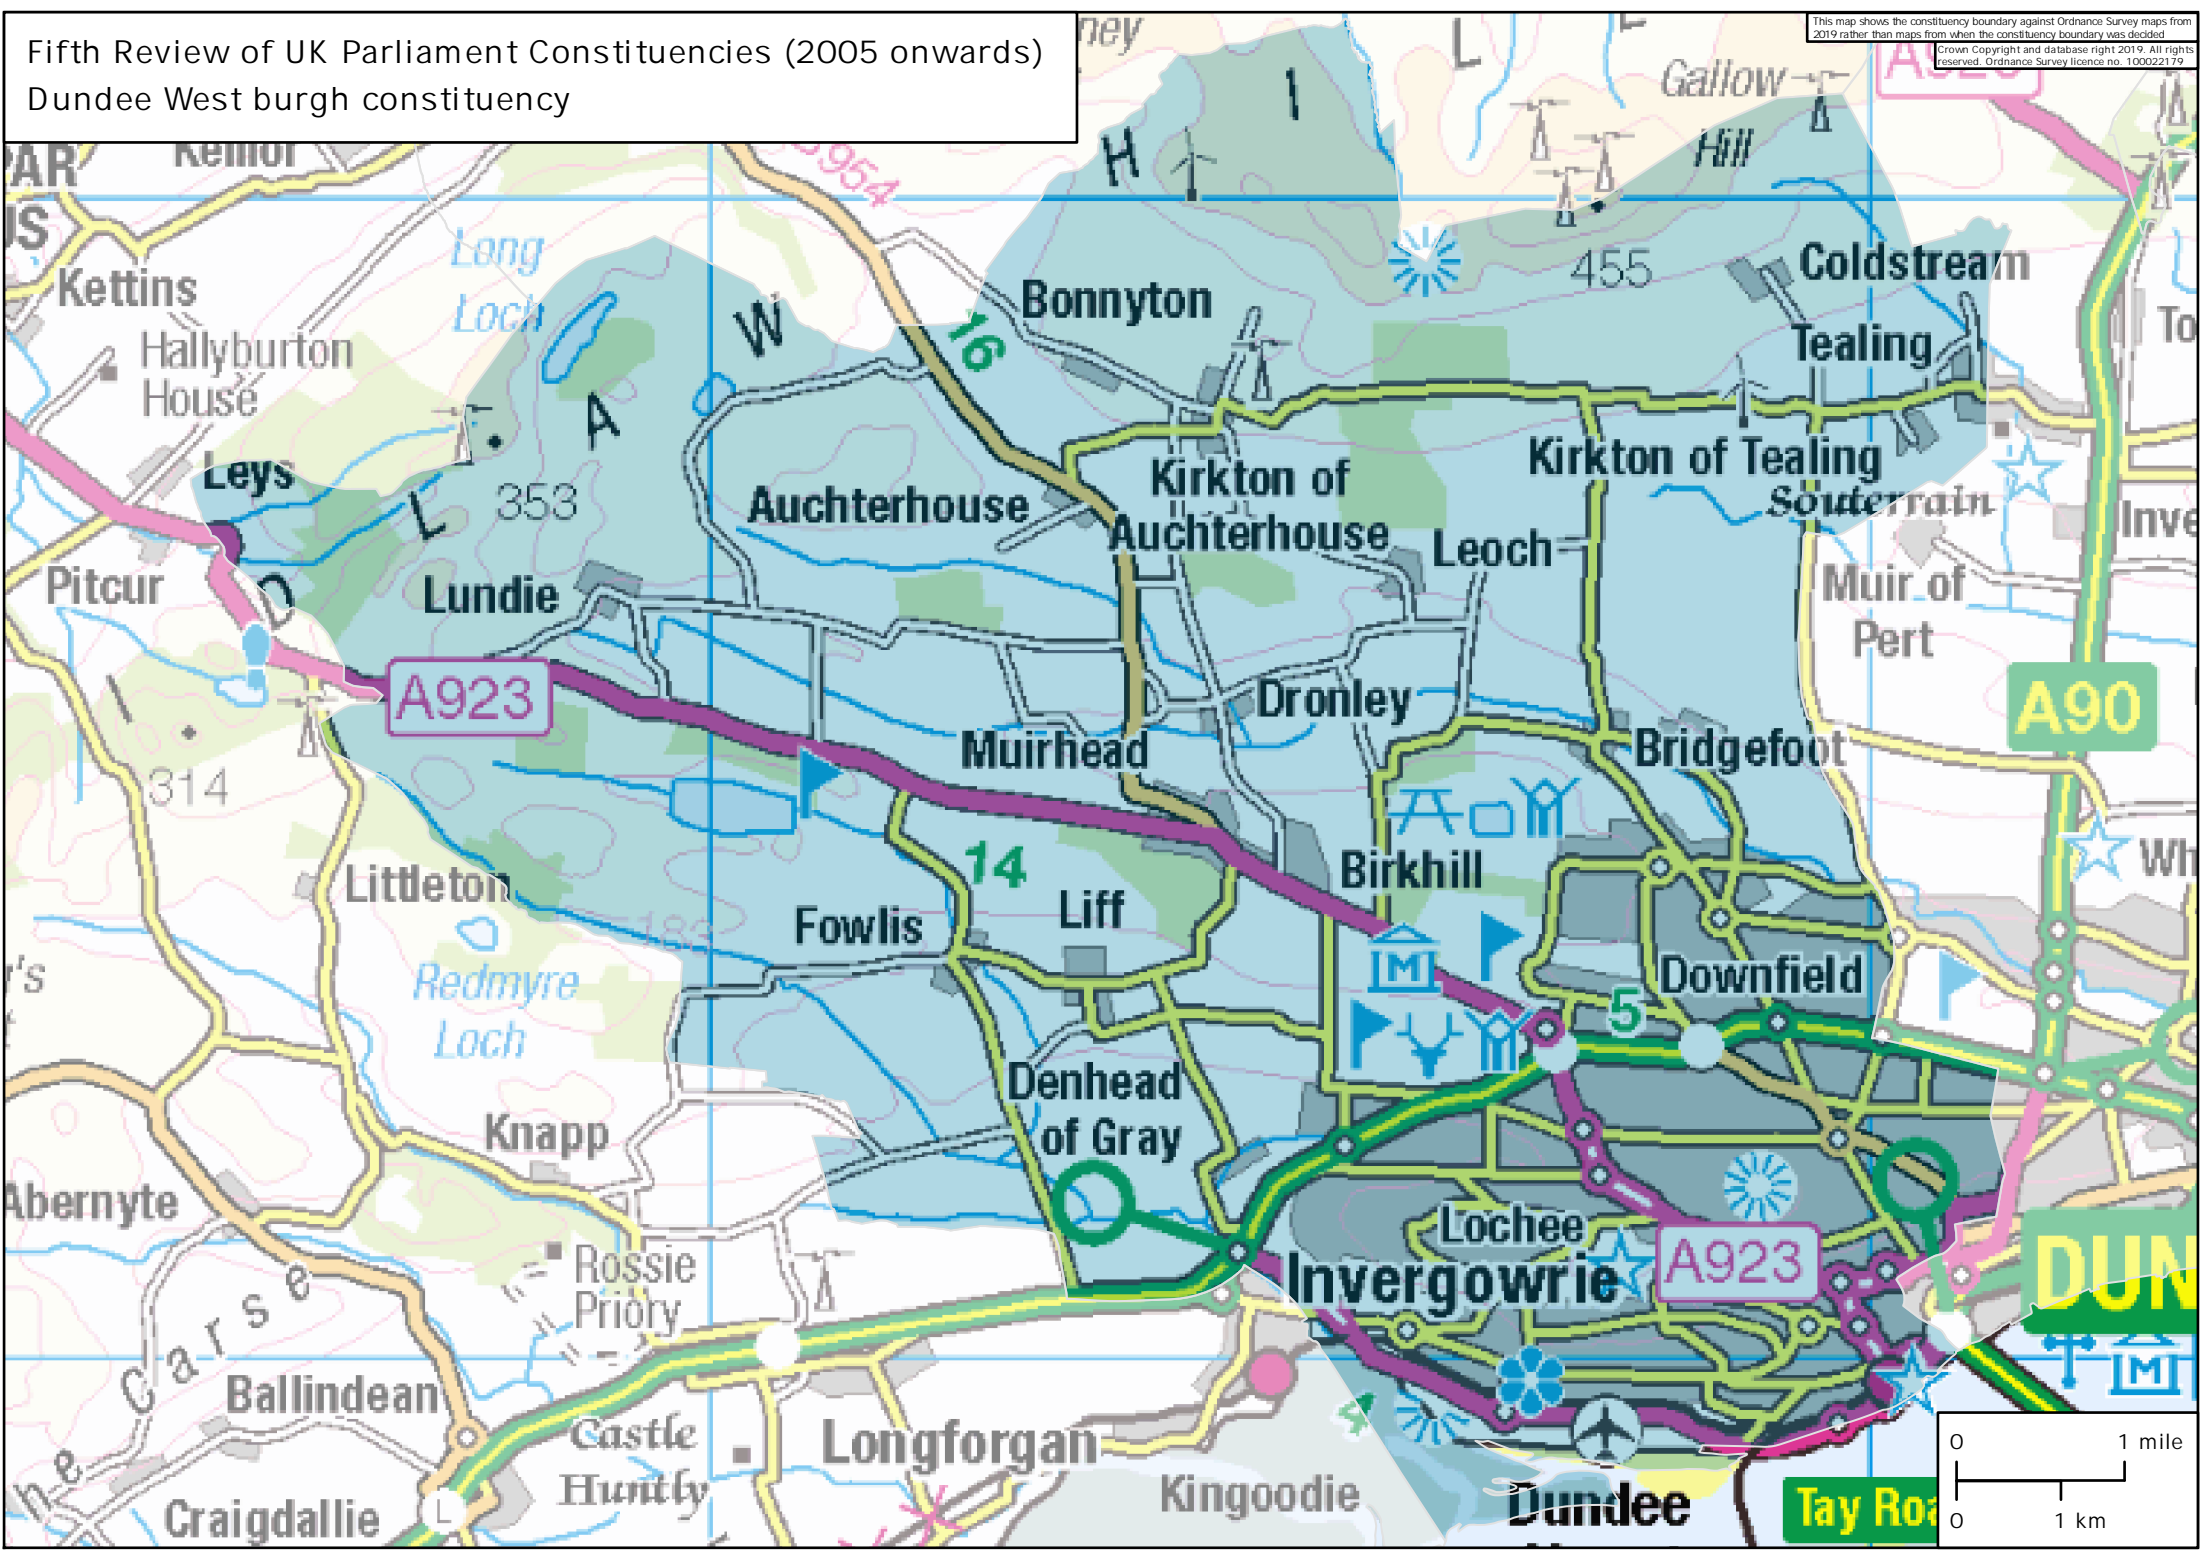 Fifth Review of UK Parliament Constituencies (2005 onwards)
Dundee West burgh constituency
This map shows the constituency boundary against Ordnance Survey maps from
2019 rather than maps from when the constituency boundary was decided
Crown Copyright and database right 2019. All rights
reserved. Ordnance Survey licence no. 100022179
Gallow
Hill
H
I
L
Kettins
Hallyburton
House
Long
Loch
W
A
L
D
I
16
Bonnyton
455
Coldstream
Tealing
Leys
353
Auchterhouse
Kirkton of
Auchterhouse
Kirkton of Tealing
Souterrain
Leoch
Pitcur
Lundie
Muir of
Pert
A923
Dronley
A90
314
Muirhead
Bridgefoot
Littleton
14
Liff
Birkhill
Fowlis
183
Redmyre
Loch
M
Downfield
5
Denhead
of Gray
Knapp
Abernyte
Rossie
Priory
Lochee
Invergowrie
A923
DUN
Carse
Ballindean
Castle
Huntly
Longforgan
4
M
Kingoodie
Craigdallie
L
Dundee
Tay Roa
0
1 mile
0
1 km